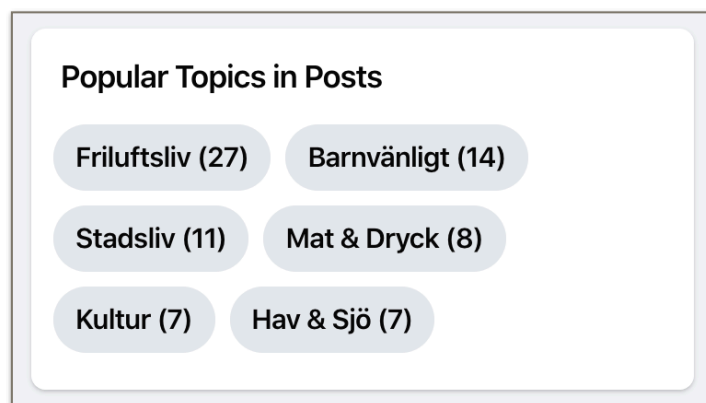 Popular Topics in Posts
Friluftsliv (27) Barnvänligt (14)
Stadsliv (11) Mat & Dryck (8)
Kultur (7) Hav & Sjö (7)